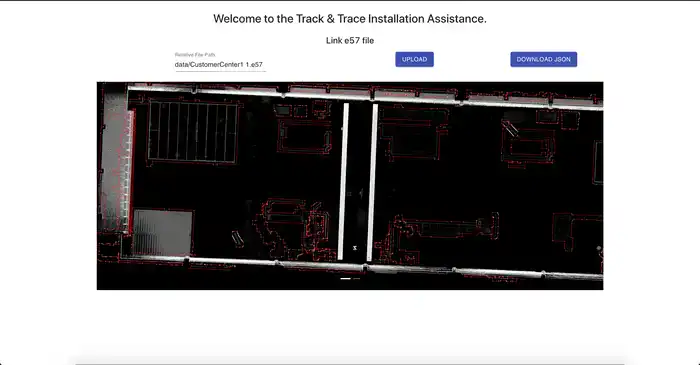 Welcome to the Track & Trace Installation Assistance.
Link e57 file
Relative File Path
data/CustomerCenter1 1.e57
UPLOAD
DOWNLOAD JSON